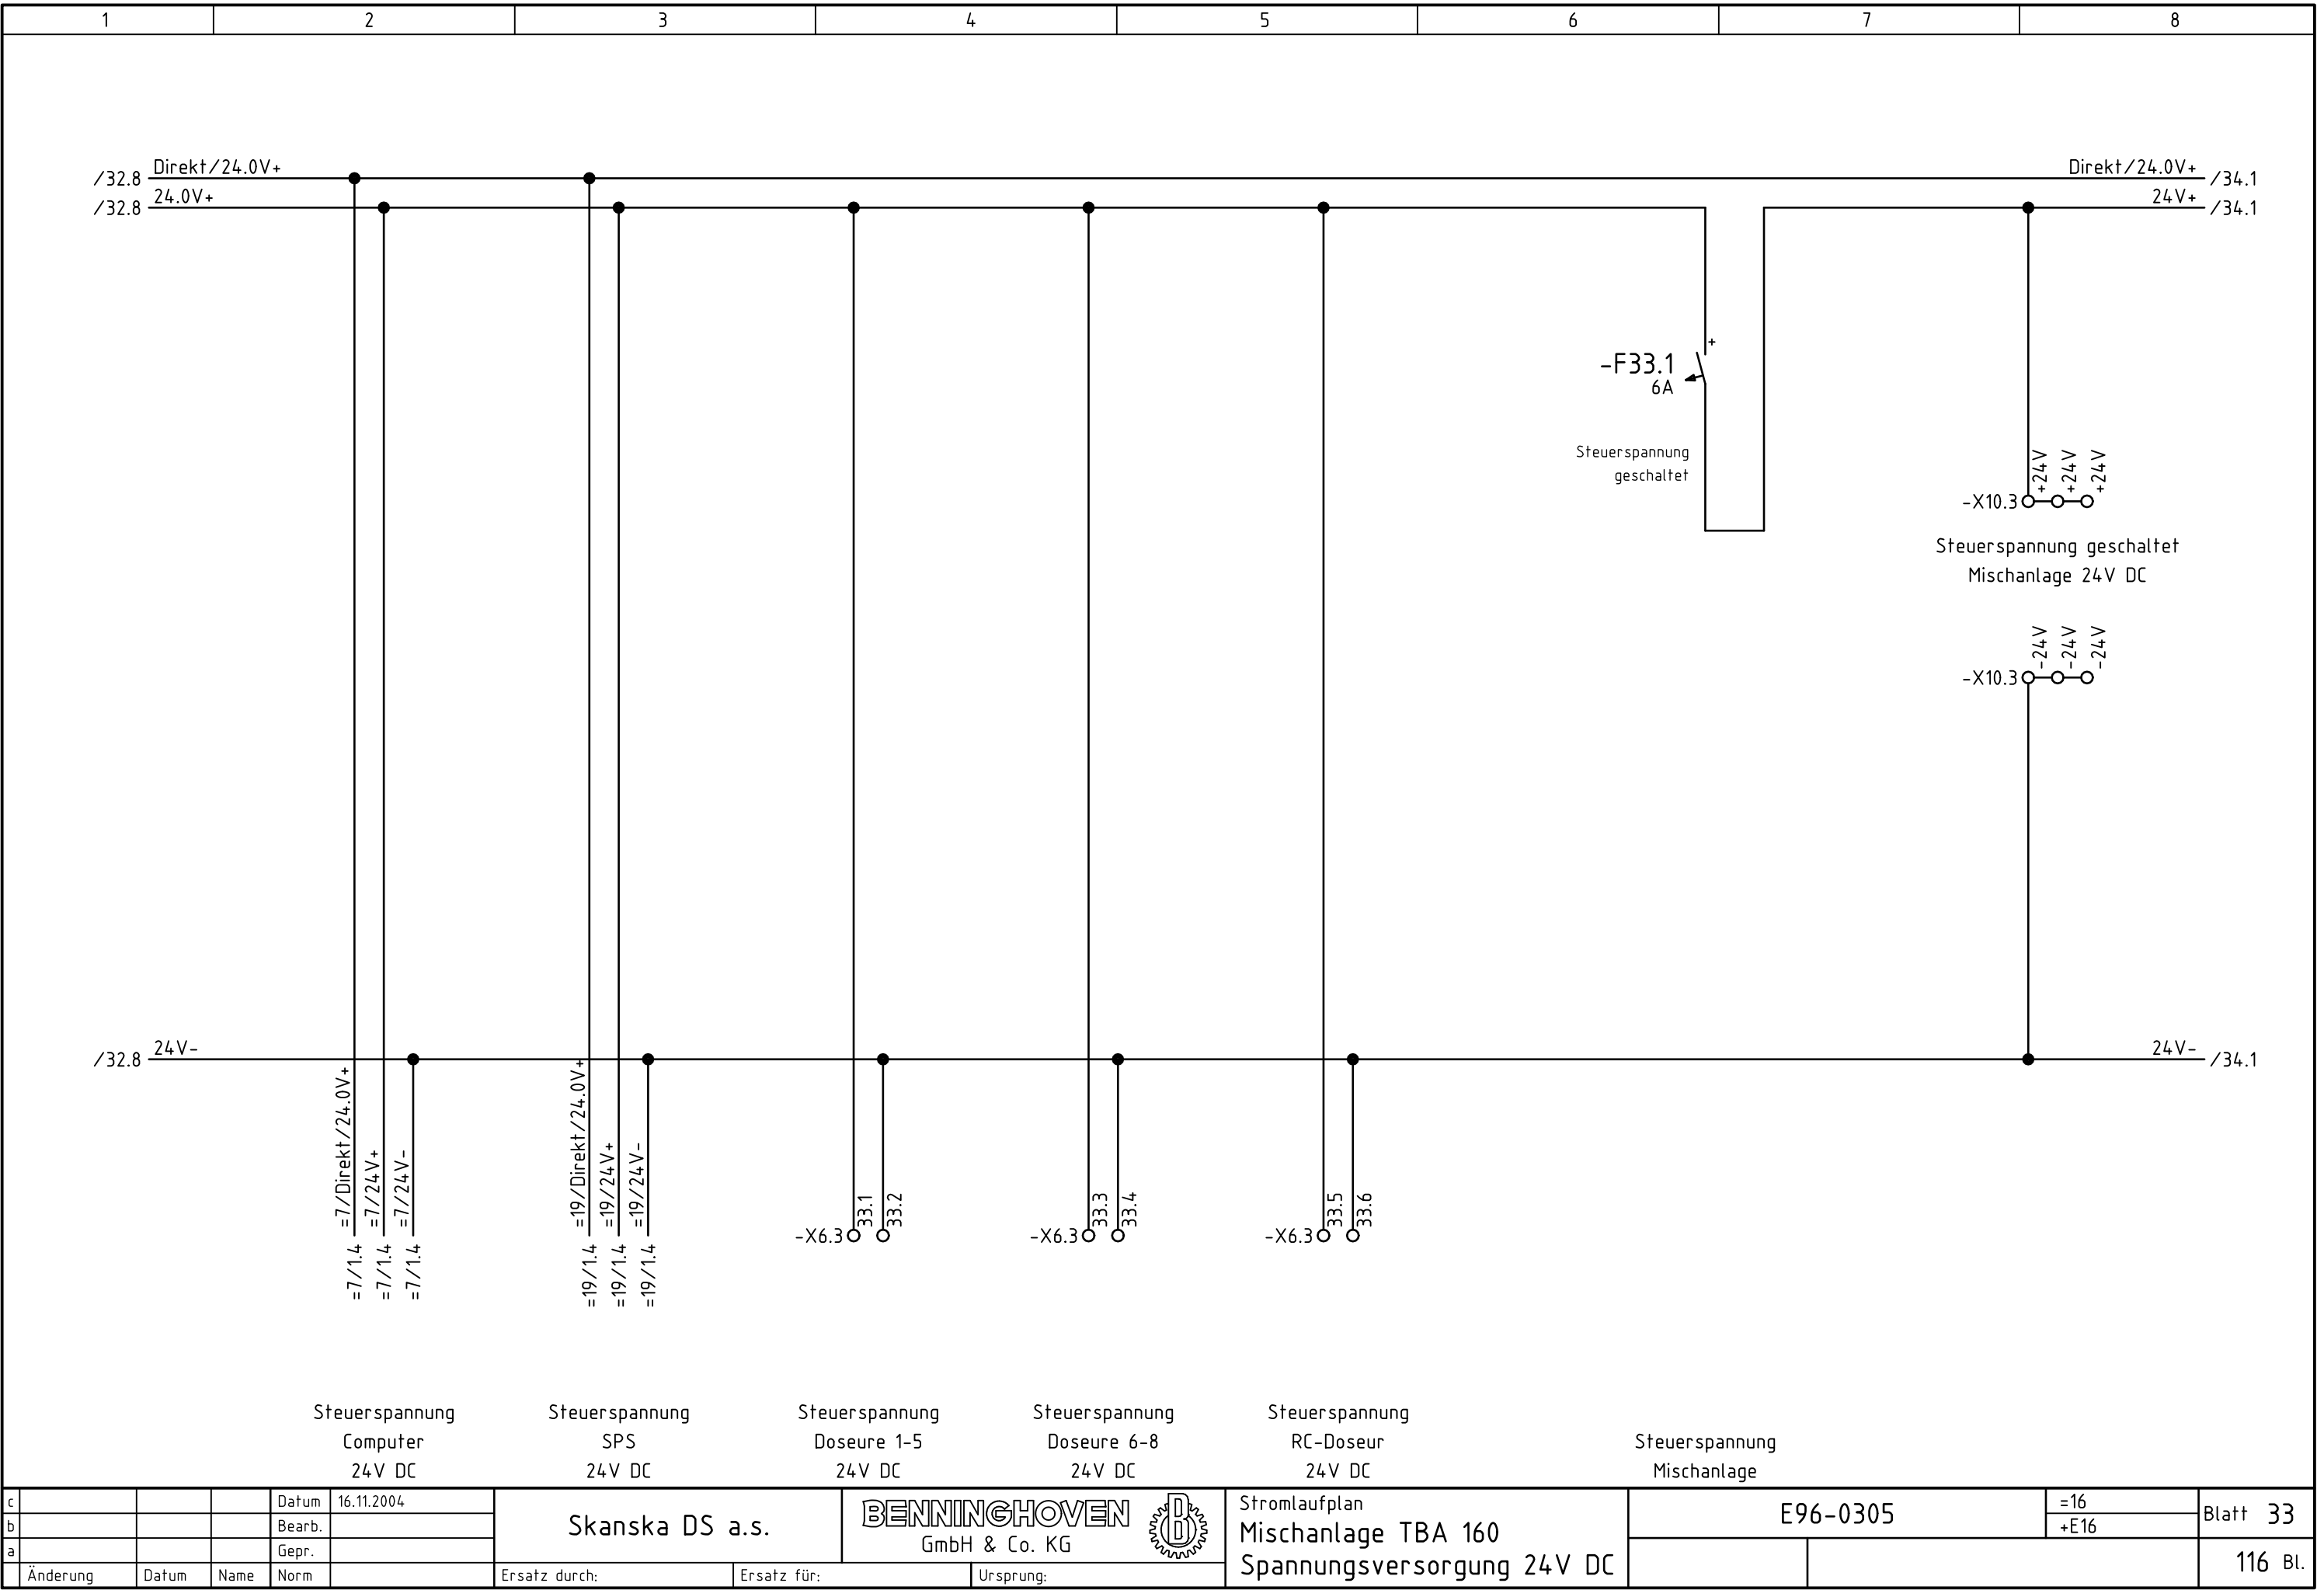 1 2 3 4 5 6 7 8
/32.8 Direkt/24.0V+ Direkt/24.0V+ /34.1
/32.8 24.0V+ 24V+ /34.1
-F33.1
+
6A
Steuerspannung
geschaltet
+24V
+24V
+24V
-X10.3
Steuerspannung geschaltet
Mischanlage 24V DC
-24V
-24V
-24V
-X10.3
/32.8 24V- 24V- /34.1
=7/Direkt/24.0V+
=7/24V+
=7/24V-
=19/Direkt/24.0V+
=19/24V+
=19/24V-
=7/1.4
=7/1.4
=7/1.4
=19/1.4
=19/1.4
=19/1.4
-X6.3
33.1
33.2
-X6.3
33.3
33.4
-X6.3
33.5
33.6
Steuerspannung
Computer
24V DC
Steuerspannung
SPS
24V DC
Steuerspannung
Doseure 1-5
24V DC
Steuerspannung
Doseure 6-8
24V DC
Steuerspannung
RC-Doseur
24V DC
Steuerspannung
Mischanlage
c
b
a
Änderung
Datum
Name
Datum 16.11.2004
Bearb.
Gepr.
Norm
Skanska DS a.s.
Ersatz durch:
Ersatz für:
Ursprung:
BENNINGHOVEN
GmbH & Co. KG
B
Stromlaufplan
Mischanlage TBA 160
Spannungsversorgung 24V DC
E96-0305
=16
+E16
Blatt 33
116 Bl.